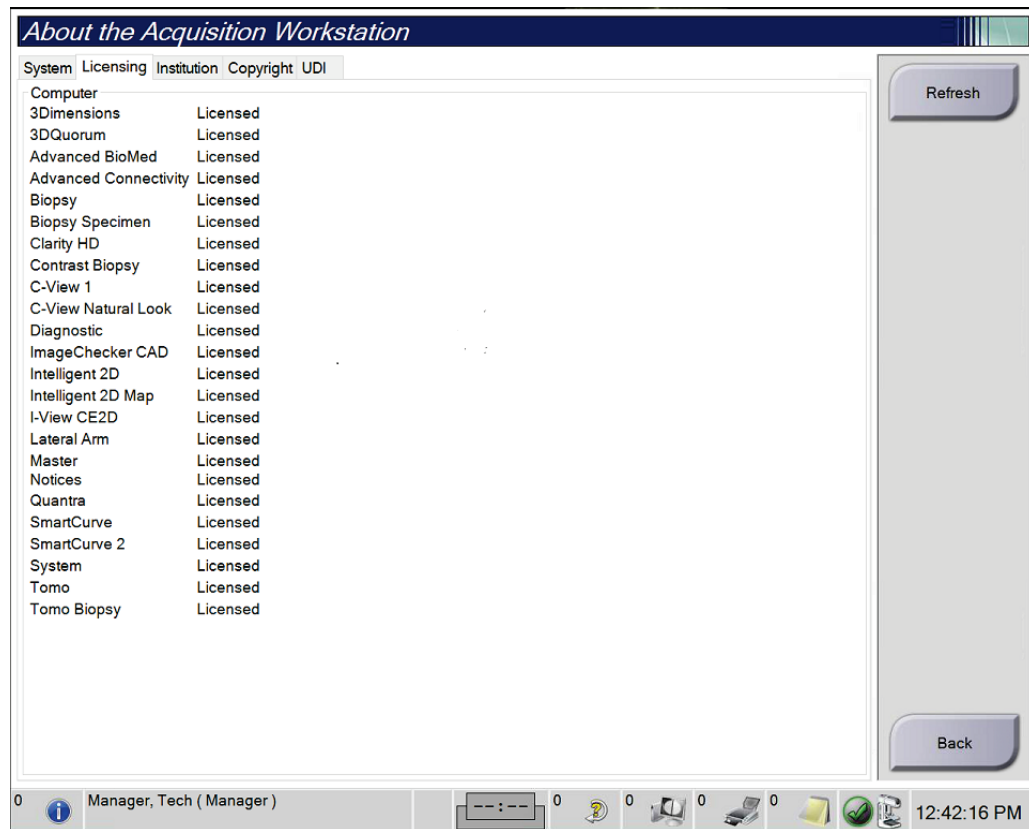 About the Acquisition Workstation
System Licensing Institution Copyright UDI
Computer
3Dimensions Licensed
3DQuorum Licensed
Advanced BioMed Licensed
Advanced Connectivity Licensed
Biopsy Licensed
Biopsy Specimen Licensed
Clarity HD Licensed
Contrast Biopsy Licensed
C-View 1 Licensed
C-View Natural Look Licensed
Diagnostic Licensed
ImageChecker CAD Licensed
Intelligent 2D Licensed
Intelligent 2D Map Licensed
I-View CE2D Licensed
Lateral Arm Licensed
Master Licensed
Notices Licensed
Quantra Licensed
SmartCurve Licensed
SmartCurve 2 Licensed
System Licensed
Tomo Licensed
Tomo Biopsy Licensed
Refresh
Back
0 Manager, Tech ( Manager ) --:-- 0 0 0 0 12:42:16 PM